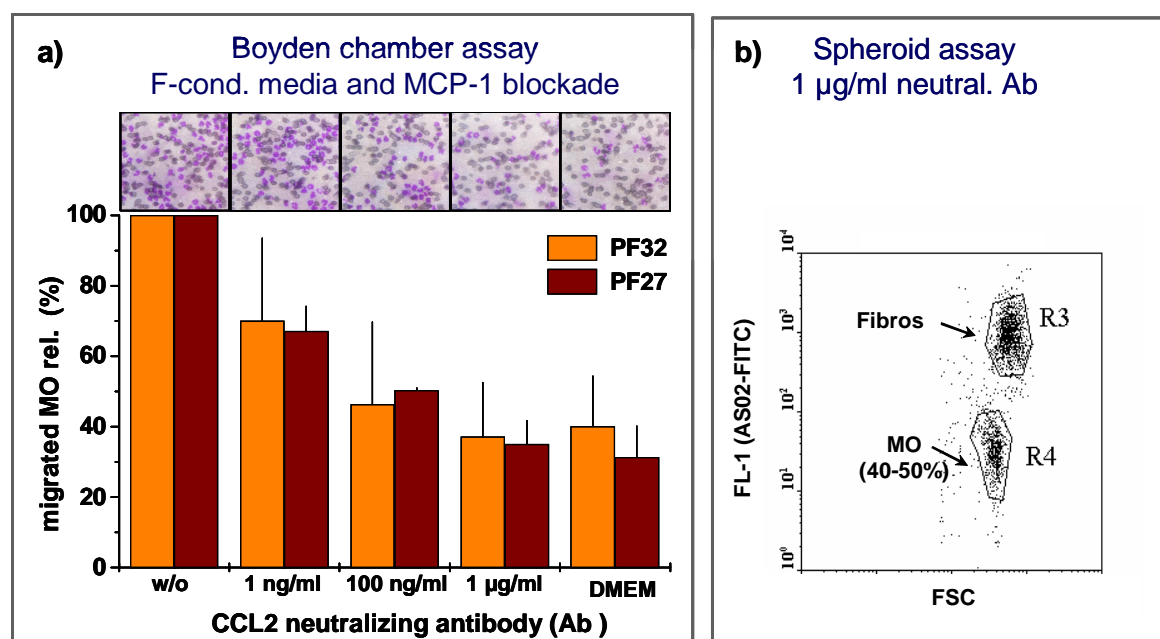 a)
Boyden chamber assay
F-cond. media and MCP-1 blockade
100
80
60
40
20
0
migrated MO rel. (%)
PF32
PF27
w/o
1 ng/ml
100 ng/ml
1 µg/ml
DMEM
CCL2 neutralizing antibody (Ab )
b)
Spheroid assay
1 µg/ml neutral. Ab
10⁴
10³
10²
10¹
10⁰
FL-1 (AS02-FITC)
Fibros
R3
MO
(40-50%)
R4
FSC